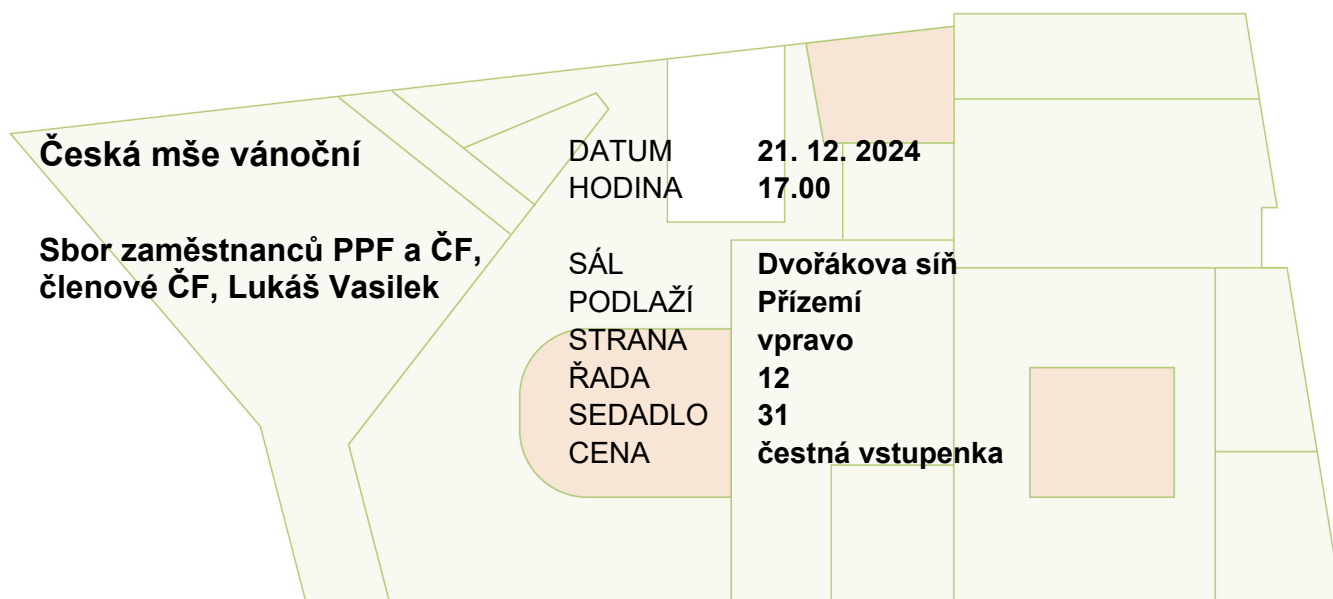 Česká mše vánoční
Sbor zaměstnanců PPF a ČF,
členové ČF, Lukáš Vasilek
DATUM 21. 12. 2024
HODINA 17.00
SÁL Dvořákova síň
PODLAŽÍ Přízemí
STRANA vpravo
ŘADA 12
SEDADLO 31
CENA čestná vstupenka